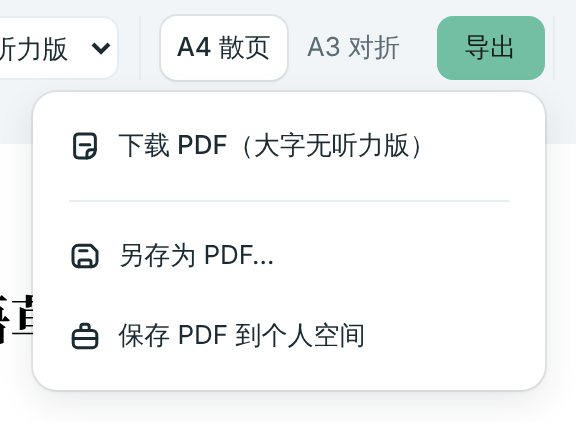 听力版
A4 散页
A3 对折
导出
下载 PDF（大字无听力版）
另存为 PDF...
保存 PDF 到个人空间